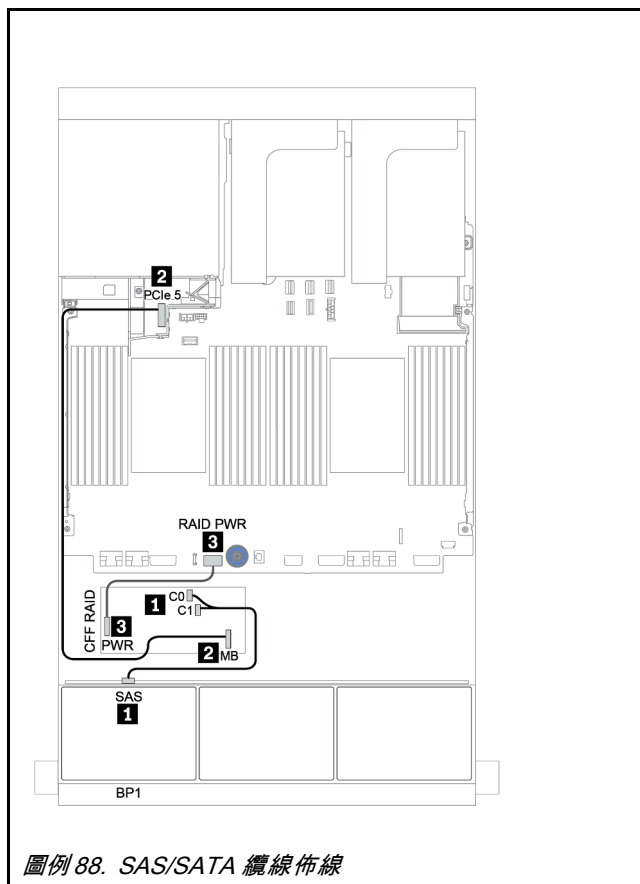 2
PCIe 5
RAID PWR
3
CFF RAID
1
C0
C1
3
PWR
2
MB
SAS
1
BP1
圖例 88. SAS/SATA 纜線佈線